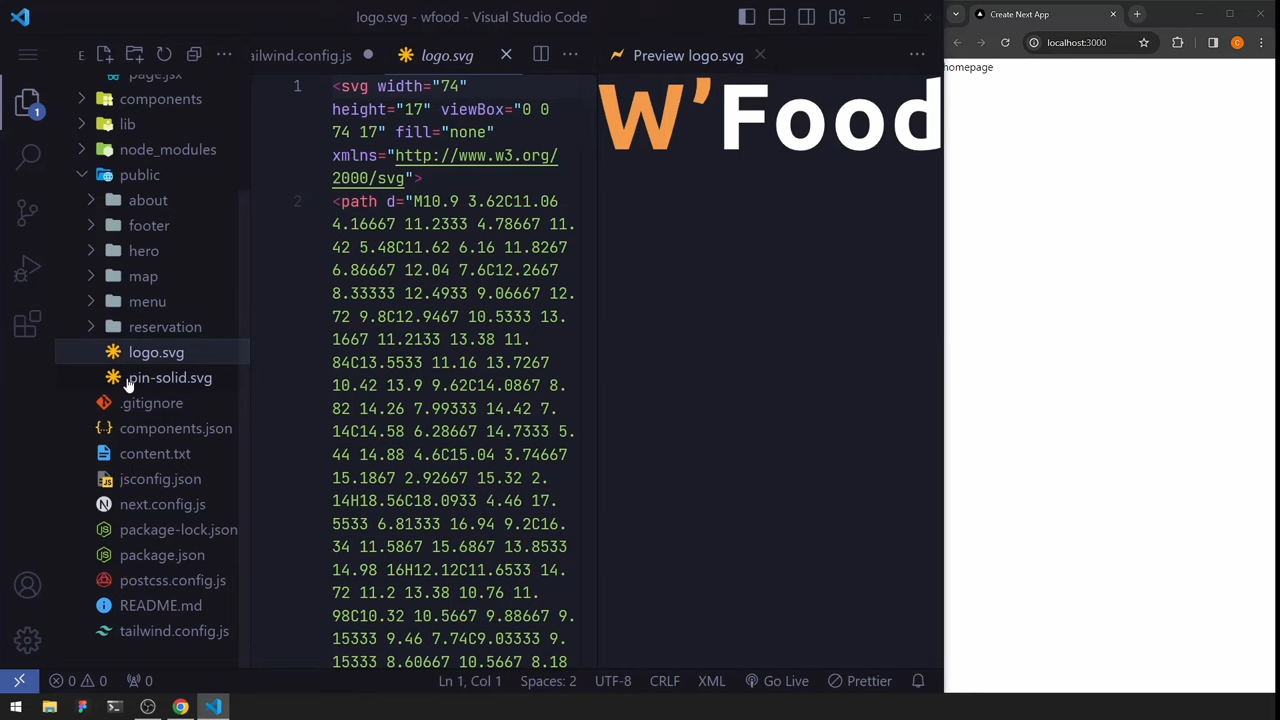 logo.svg - wfood - Visual Studio Code
Create Next App
localhost:3000
C
homepage
E
tailwind.config.js
logo.svg
Preview logo.svg
page.jsx
components
lib
node_modules
public
about
footer
hero
map
menu
reservation
logo.svg
pin-solid.svg
.gitignore
components.json
content.txt
jsconfig.json
next.config.js
package-lock.json
package.json
postcss.config.js
README.md
tailwind.config.js
1
1 <svg width="74"
height="17" viewBox="0 0
74 17" fill="none"
xmlns="http://www.w3.org/
2000/svg">
2 <path d="M10.9 3.62C11.06
4.16667 11.2333 4.78667 11.
42 5.48C11.62 6.16 11.8267
6.86667 12.04 7.6C12.2667
8.33333 12.4933 9.06667 12.
72 9.8C12.9467 10.5333 13.
1667 11.2133 13.38 11.
84C13.5533 11.16 13.7267
10.42 13.9 9.62C14.0867 8.
82 14.26 7.99333 14.42 7.
14C14.58 6.28667 14.7333 5.
44 14.88 4.6C15.04 3.74667
15.1867 2.92667 15.32 2.
14H18.56C18.0933 4.46 17.
5533 6.81333 16.94 9.2C16.
34 11.5867 15.6867 13.8533
14.98 16H12.12C11.6533 14.
72 11.2 13.38 10.76 11.
98C10.32 10.5667 9.88667 9.
15333 9.46 7.74C9.03333 9.
15333 8.60667 10.5667 8.18
W’Food
0 0 0
Ln 1, Col 1
Spaces: 2
UTF-8
CRLF
XML
Go Live
Prettier